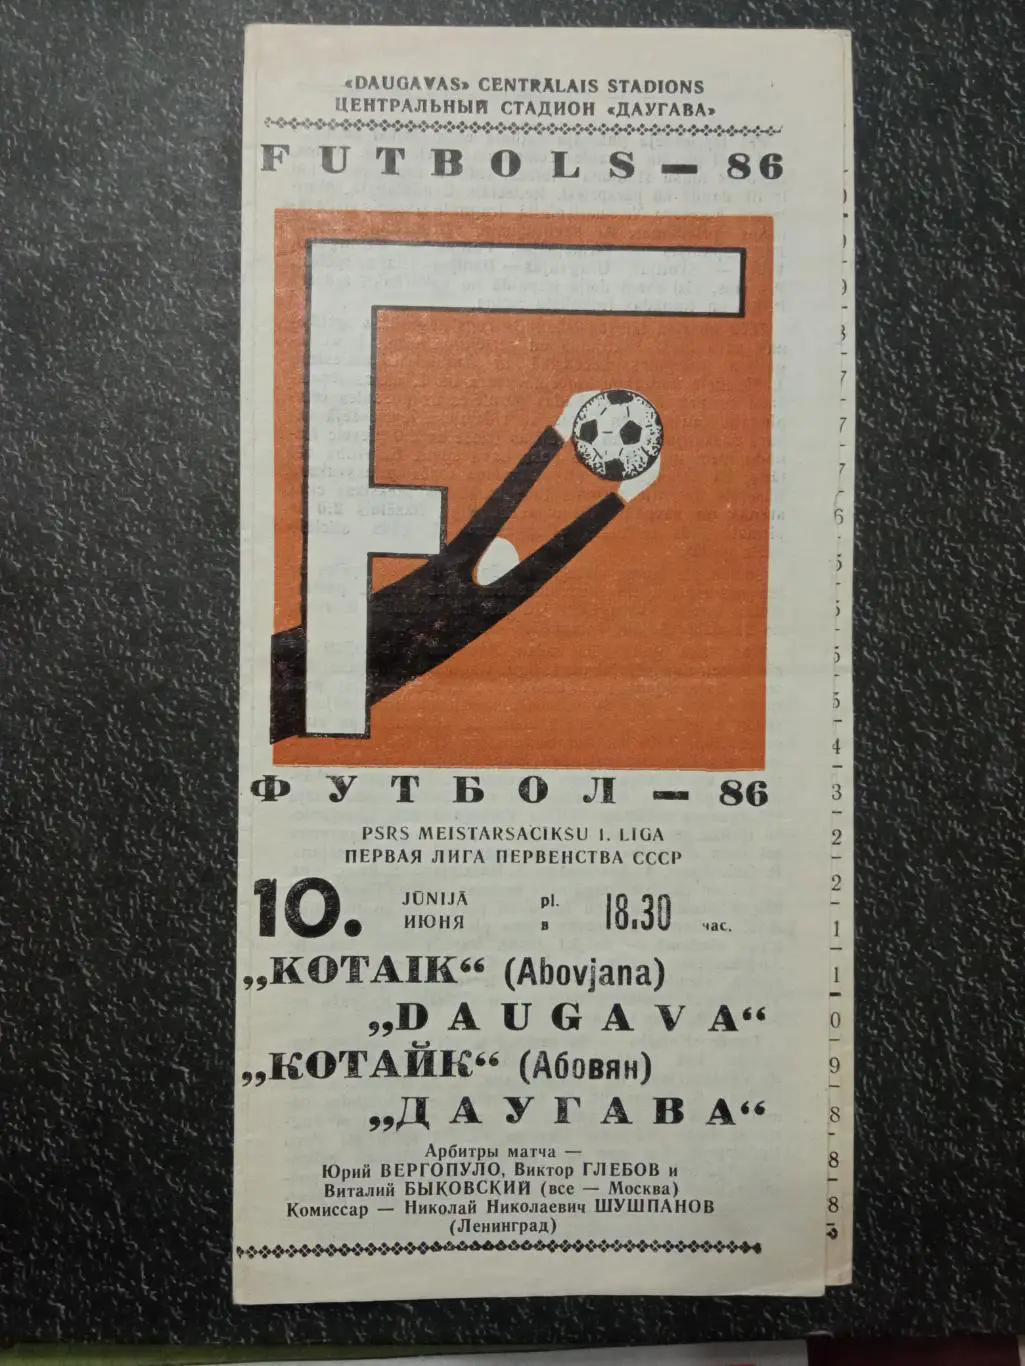 «DAUGAVAS» CENTRĀLAIS STADIONS
ЦЕНТРАЛЬНЫЙ СТАДИОН «ДАУГАВА»
FUTBOLS — 86
ФУТБОЛ — 86
PSRS MEISTARSACIKSU 1. LIGA
ПЕРВАЯ ЛИГА ПЕРВЕНСТВА СССР
10. JŪNIJĀ pl. 18.30
ИЮНЯ в час.
„KOTAIK“ (Abovjana)
„DAUGAVA“
„КОТАЙК“ (Абовян)
„ДАУГАВА“
Арбитры матча —
Юрий ВЕРГОПУЛО, Виктор ГЛЕБОВ и
Виталий БЫКОВСКИЙ (все — Москва)
Комиссар — Николай Николаевич ШУШПАНОВ
(Ленинград)